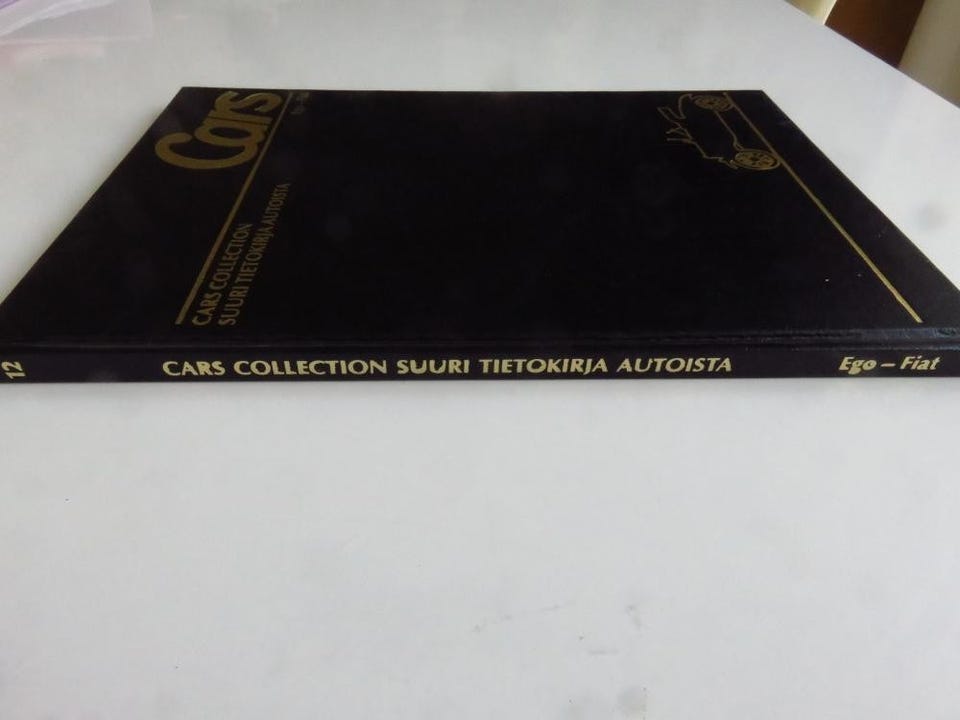 Cars
CARS COLLECTION
SUURI TIETOKIRJA AUTOISTA
12 CARS COLLECTION SUURI TIETOKIRJA AUTOISTA Ego – Fiat